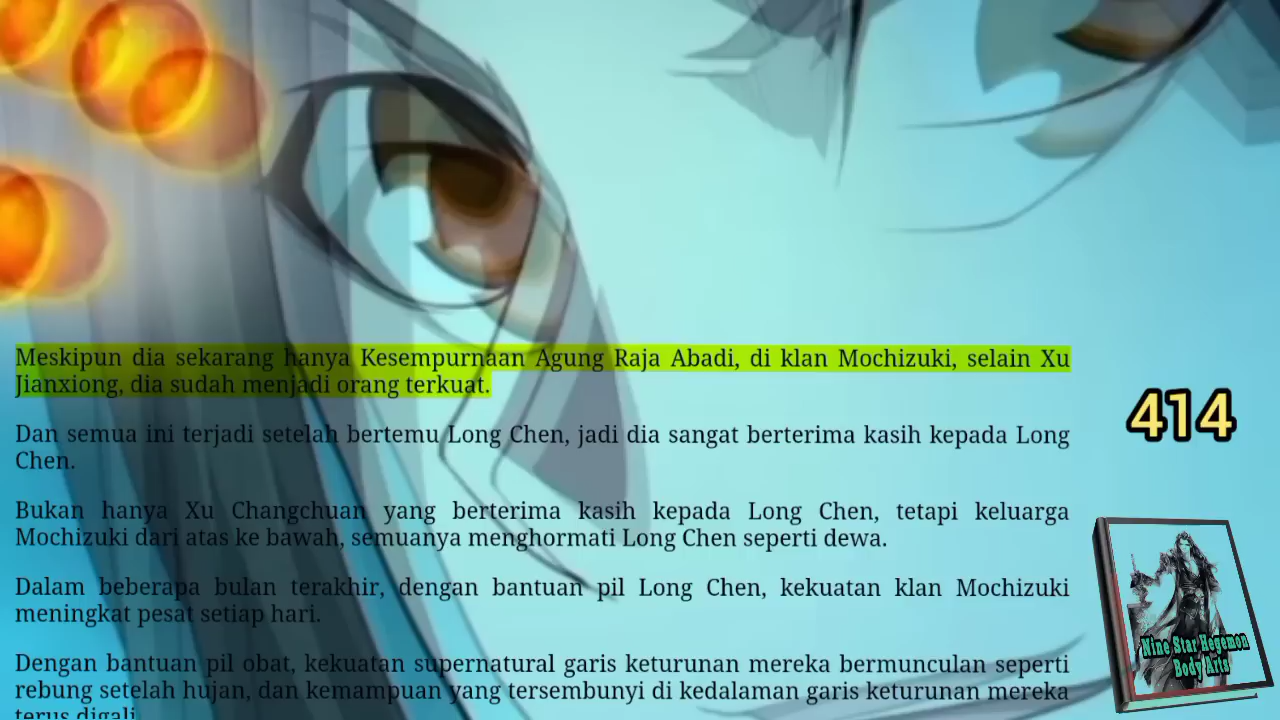 Meskipun dia sekarang hanya Kesempurnaan Agung Raja Abadi, di klan Mochizuki, selain Xu
Jianxiong, dia sudah menjadi orang terkuat.
Dan semua ini terjadi setelah bertemu Long Chen, jadi dia sangat berterima kasih kepada Long
Chen.
Bukan hanya Xu Changchuan yang berterima kasih kepada Long Chen, tetapi keluarga
Mochizuki dari atas ke bawah, semuanya menghormati Long Chen seperti dewa.
Dalam beberapa bulan terakhir, dengan bantuan pil Long Chen, kekuatan klan Mochizuki
meningkat pesat setiap hari.
Dengan bantuan pil obat, kekuatan supernatural garis keturunan mereka bermunculan seperti
rebung setelah hujan, dan kemampuan yang tersembunyi di kedalaman garis keturunan mereka
terus digali.
414
Nine Star Hegemon
Body Arts